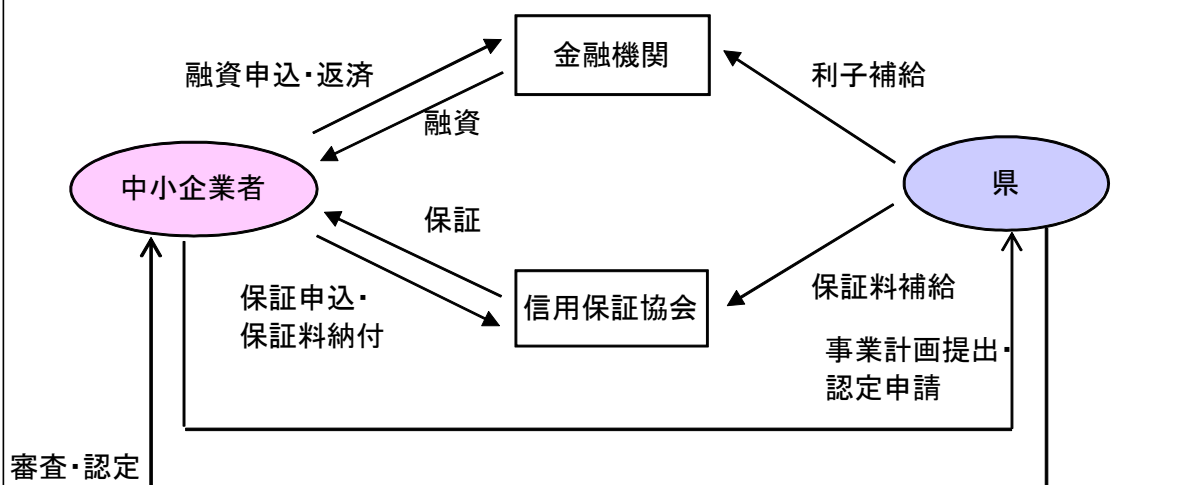 金融機関
融資申込・返済
利子補給
融資
中小企業者
県
保証
保証申込・
保証料納付
信用保証協会
保証料補給
事業計画提出・
認定申請
審査・認定